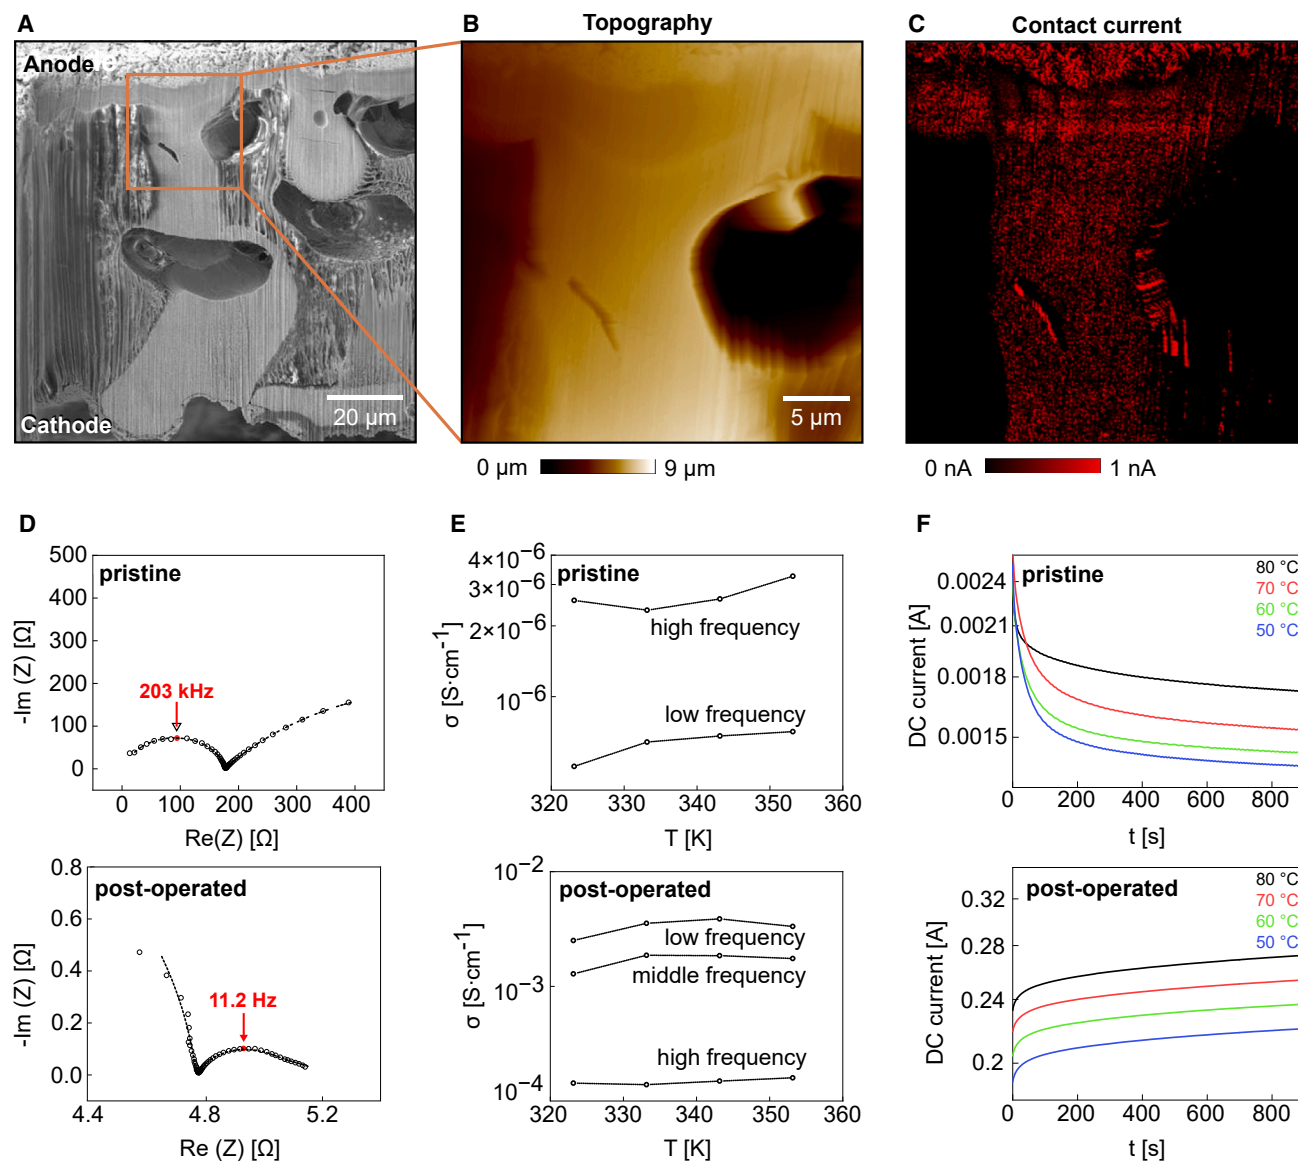 A
B
Topography
C
Contact current
Anode
Cathode
20 µm
5 µm
0 µm
9 µm
0 nA
1 nA
D
E
F
pristine
500
400
300
200
100
0
-Im (Z) [Ω]
203 kHz
0
100
200
300
400
Re(Z) [Ω]
pristine
4×10⁻⁶
3×10⁻⁶
2×10⁻⁶
10⁻⁶
σ [S·cm⁻¹]
high frequency
low frequency
320
330
340
350
360
T [K]
pristine
80 °C
70 °C
60 °C
50 °C
0.0024
0.0021
0.0018
0.0015
DC current [A]
0
200
400
600
800
t [s]
post-operated
0.8
0.6
0.4
0.2
0.0
-Im (Z) [Ω]
11.2 Hz
4.4
4.8
5.2
Re (Z) [Ω]
post-operated
10⁻²
10⁻³
10⁻⁴
σ [S·cm⁻¹]
low frequency
middle frequency
high frequency
320
330
340
350
360
T [K]
post-operated
80 °C
70 °C
60 °C
50 °C
0.32
0.28
0.24
0.2
DC current [A]
0
200
400
600
800
t [s]